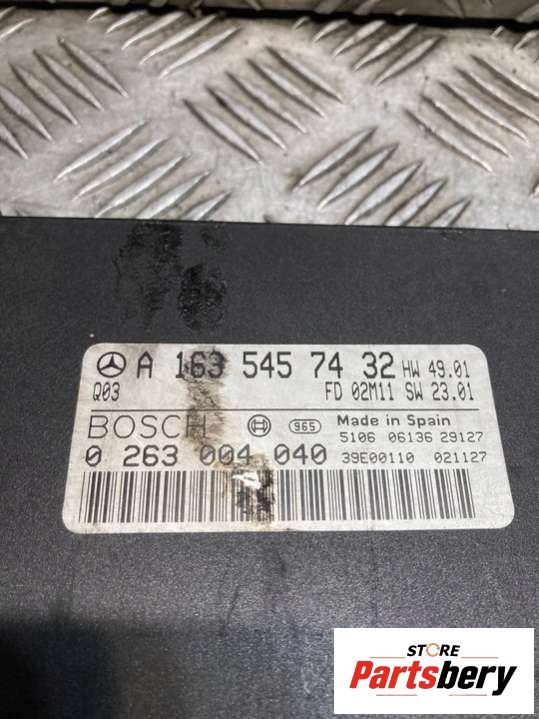 A 163 545 74 32 HW 49.01
Q03 FD 02M11 SW 23.01
BOSCH 965 Made in Spain
5106 06136 29127
0 263 004 040 39E00110 021127
STORE
Partsbery